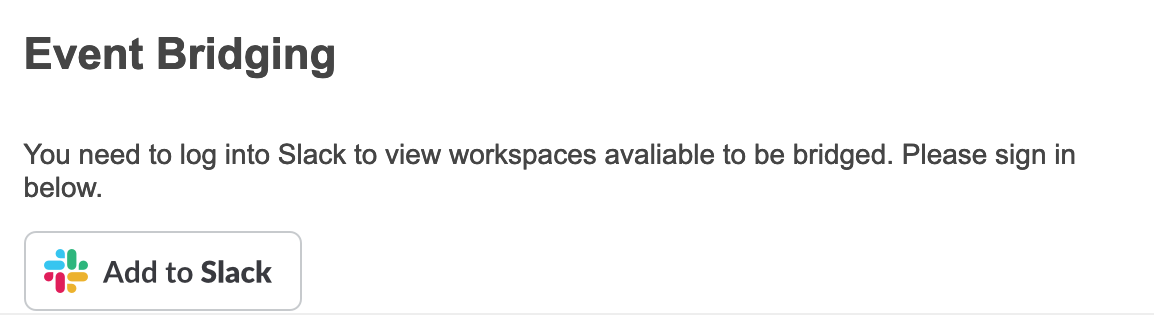 Event Bridging
You need to log into Slack to view workspaces avaliable to be bridged. Please sign in
below.
Add to Slack